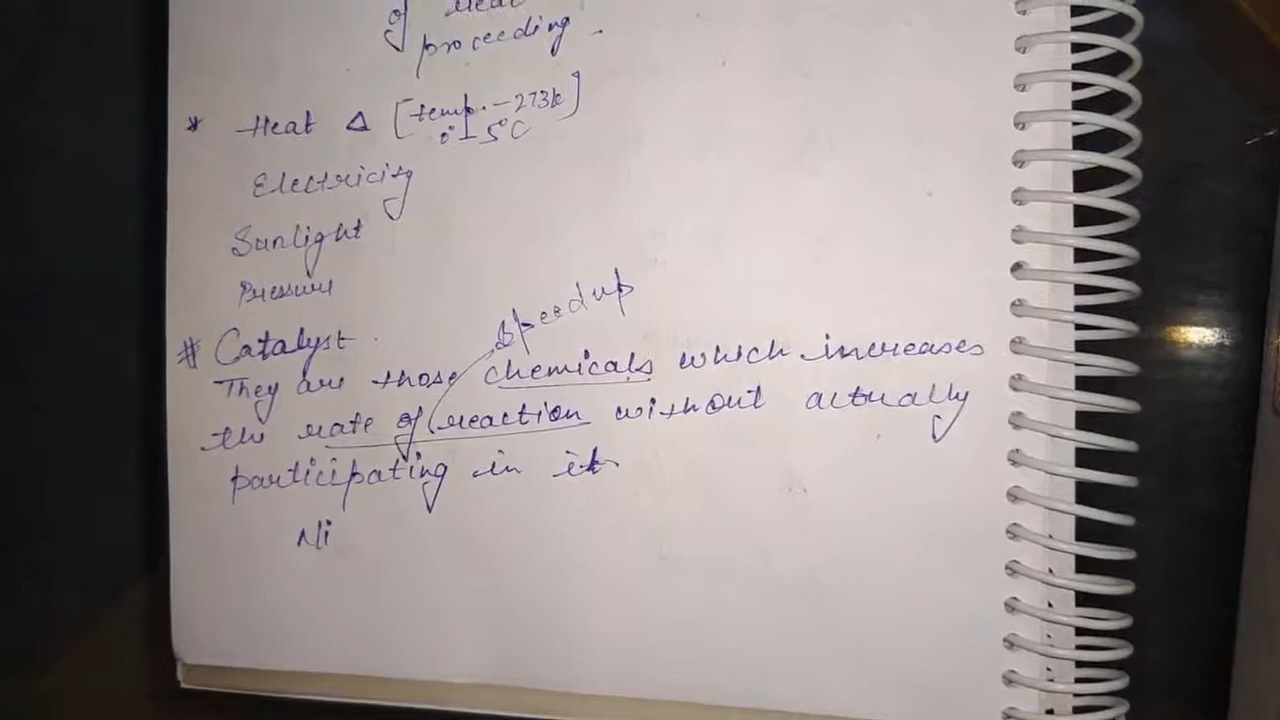 of
proceeding.
* Heat Δ [temp. - 273k]
0° - 5°C
Electricity
Sunlight
Pressure
speed up
# Catalyst.
They are those chemicals which increases
the rate of (reaction without actually
participating in it
Ni